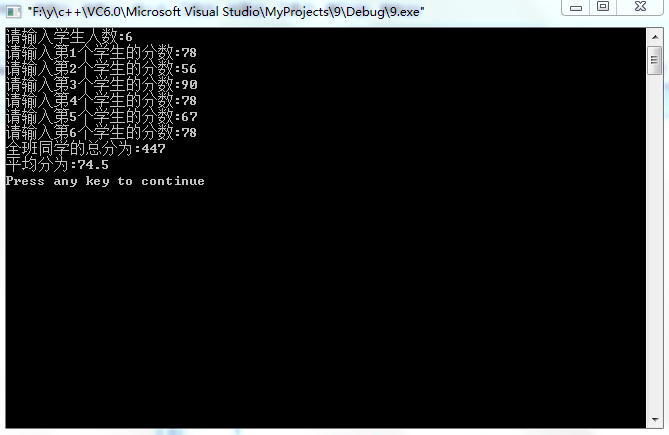 "F:\y\c++\VC6.0\Microsoft Visual Studio\MyProjects\9\Debug\9.exe"
请输入学生人数:6
请输入第1个学生的分数:78
请输入第2个学生的分数:56
请输入第3个学生的分数:90
请输入第4个学生的分数:78
请输入第5个学生的分数:67
请输入第6个学生的分数:78
全班同学的总分为:447
平均分为:74.5
Press any key to continue